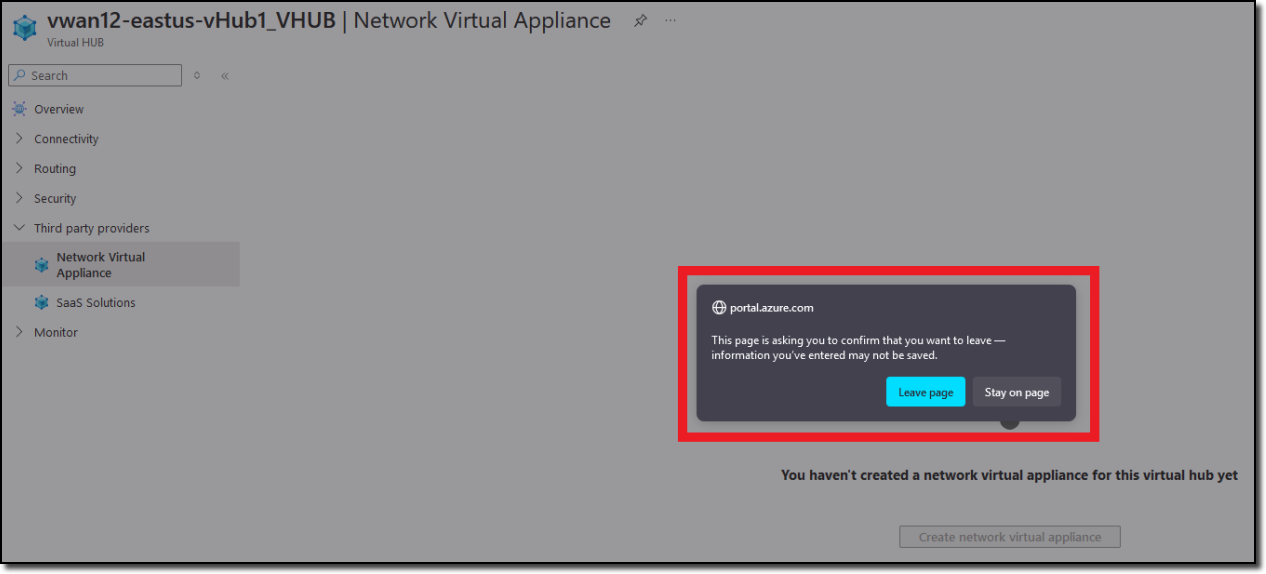 vwan12-eastus-vHub1_VHUB | Network Virtual Appliance
Virtual HUB
Search
Overview
Connectivity
Routing
Security
Third party providers
Network Virtual
Appliance
SaaS Solutions
Monitor
portal.azure.com
This page is asking you to confirm that you want to leave —
information you've entered may not be saved.
Leave page
Stay on page
You haven't created a network virtual appliance for this virtual hub yet
Create network virtual appliance